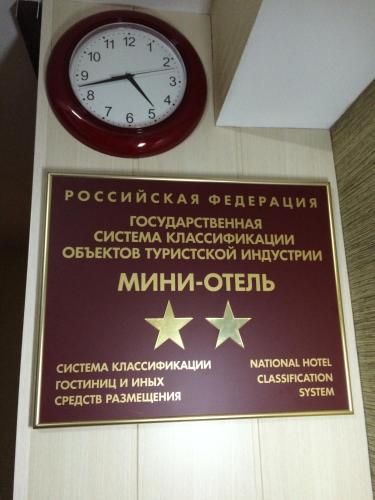 12
1
2
3
4
5
6
7
8
9
10
11
РОССИЙСКАЯ ФЕДЕРАЦИЯ
ГОСУДАРСТВЕННАЯ
СИСТЕМА КЛАССИФИКАЦИИ
ОБЪЕКТОВ ТУРИСТСКОЙ ИНДУСТРИИ
МИНИ-ОТЕЛЬ
СИСТЕМА КЛАССИФИКАЦИИ
ГОСТИНИЦ И ИНЫХ
СРЕДСТВ РАЗМЕЩЕНИЯ
NATIONAL HOTEL
CLASSIFICATION
SYSTEM